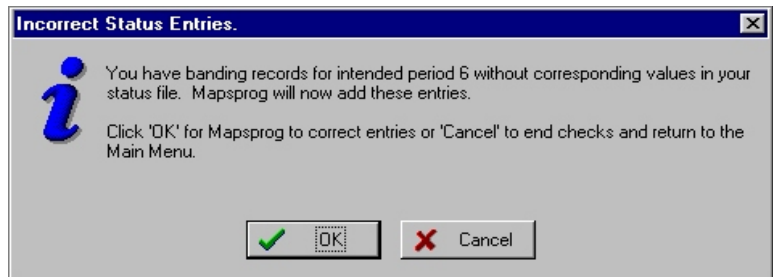 Incorrect Status Entries.
You have banding records for intended period 6 without corresponding values in your
status file. Mapsprog will now add these entries.
Click 'OK' for Mapsprog to correct entries or 'Cancel' to end checks and return to the
Main Menu.
OK
Cancel